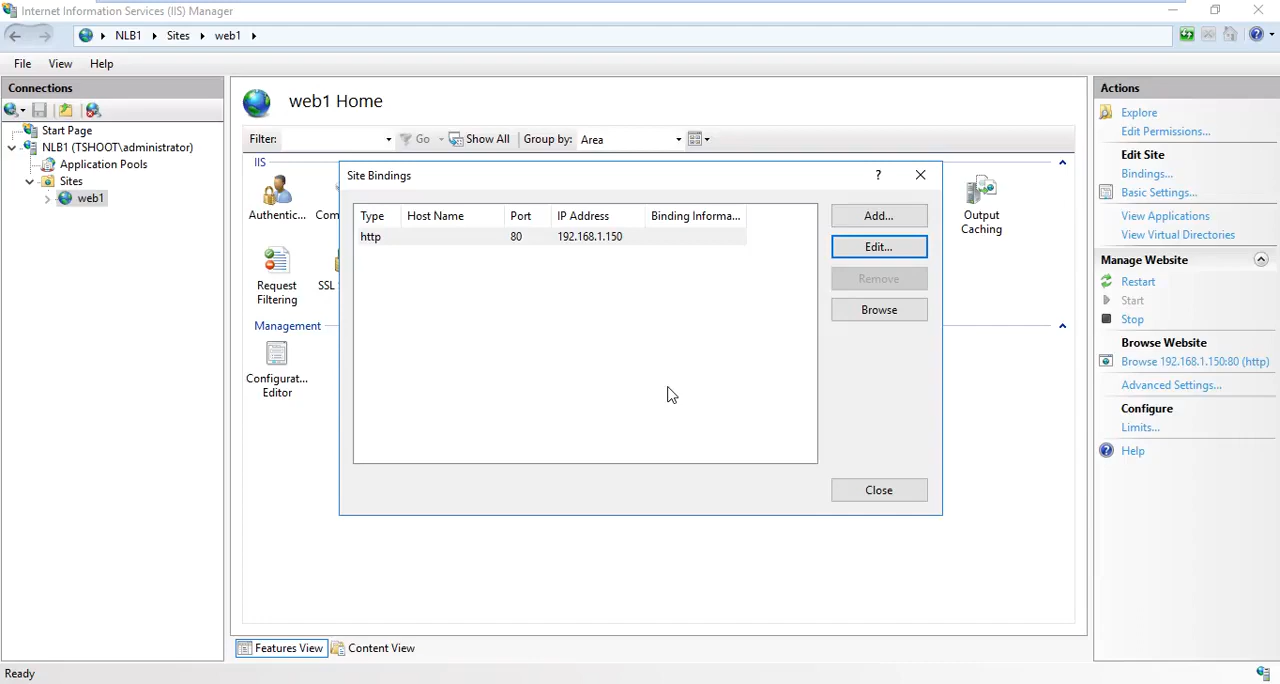 Internet Information Services (IIS) Manager
NLB1 Sites web1
File View Help
Connections
Start Page
NLB1 (TSHOOT\administrator)
Application Pools
Sites
web1
web1 Home
Filter: Go Show All Group by: Area
IIS
Authentic...
Com
Output
Caching
Request
Filtering
SSL
Management
Configurat...
Editor
Site Bindings
?
Type Host Name Port IP Address Binding Informa...
http 80 192.168.1.150
Add...
Edit...
Remove
Browse
Close
Features View Content View
Actions
Explore
Edit Permissions...
Edit Site
Bindings...
Basic Settings...
View Applications
View Virtual Directories
Manage Website
Restart
Start
Stop
Browse Website
Browse 192.168.1.150:80 (http)
Advanced Settings...
Configure
Limits...
Help
Ready